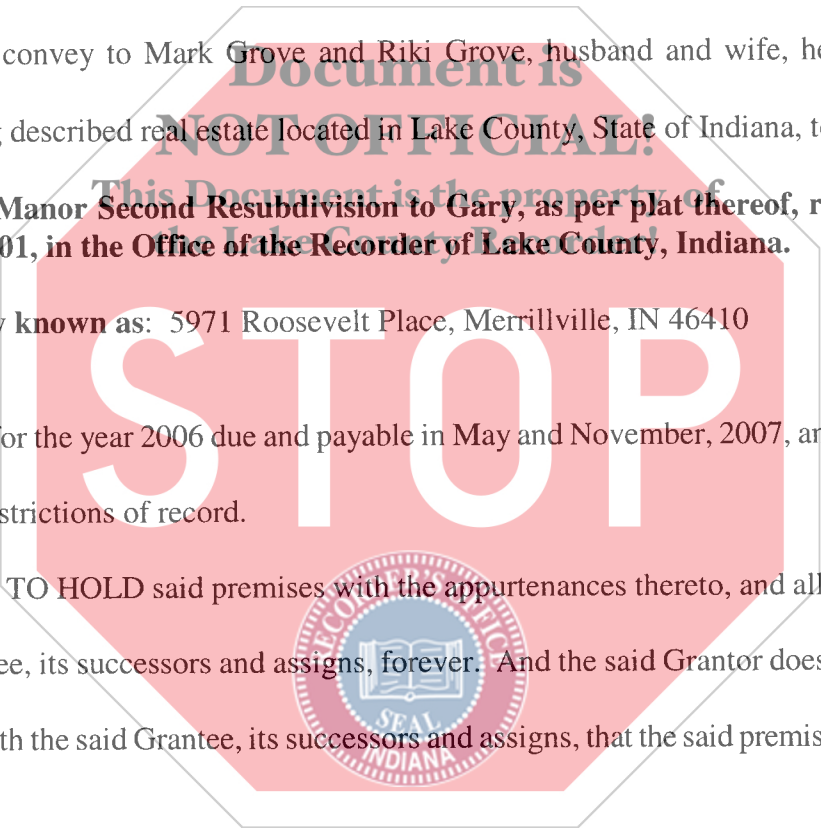 convey to Mark Grove and Riki Grove, husband and wife, he
Document is
described real estate located in Lake County, State of Indiana, t
NOT OFFICIAL!
This Document is the property of
Manor Second Resubdivision to Gary, as per plat thereof, r
the Lake County Recorder!
01, in the Office of the Recorder of Lake County, Indiana.
known as: 5971 Roosevelt Place, Merrillville, IN 46410
STOP
or the year 2006 due and payable in May and November, 2007, an
strictions of record.
TO HOLD said premises with the appurtenances thereto, and all
RECORDER'S OFFICE
ee, its successors and assigns, forever. And the said Grantor does
SEAL
th the said Grantee, its successors and assigns, that the said premis
INDIANA